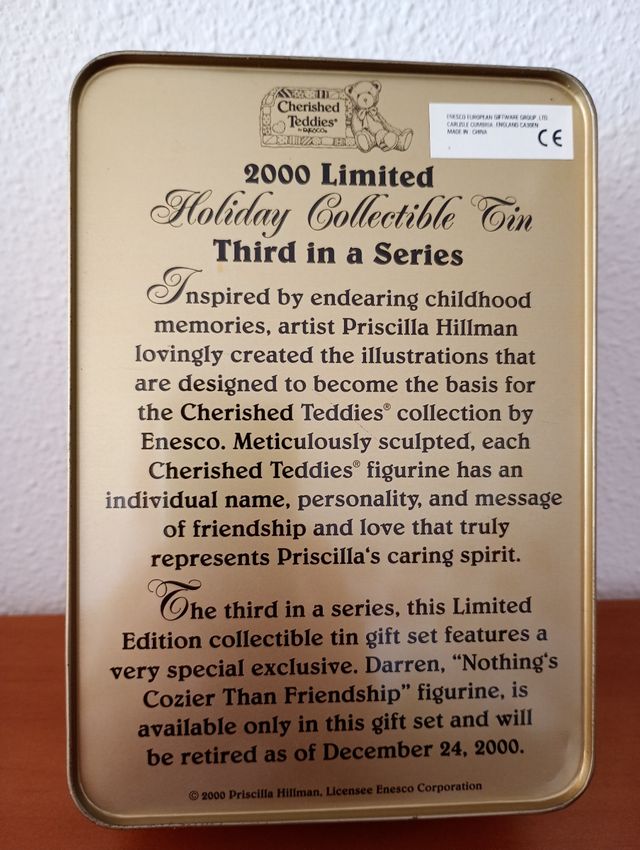 Cherished
Teddies®
by ENESCO®
ENESCO EUROPEAN GIFTWARE GROUP, LTD.
CARLISLE CUMBRIA. ENGLAND CA30EN
MADE IN : CHINA
CE
2000 Limited
Holiday Collectible Tin
Third in a Series
Inspired by endearing childhood
memories, artist Priscilla Hillman
lovingly created the illustrations that
are designed to become the basis for
the Cherished Teddies® collection by
Enesco. Meticulously sculpted, each
Cherished Teddies® figurine has an
individual name, personality, and message
of friendship and love that truly
represents Priscilla‘s caring spirit.
The third in a series, this Limited
Edition collectible tin gift set features a
very special exclusive. Darren, “Nothing‘s
Cozier Than Friendship” figurine, is
available only in this gift set and will
be retired as of December 24, 2000.
© 2000 Priscilla Hillman, Licensee Enesco Corporation